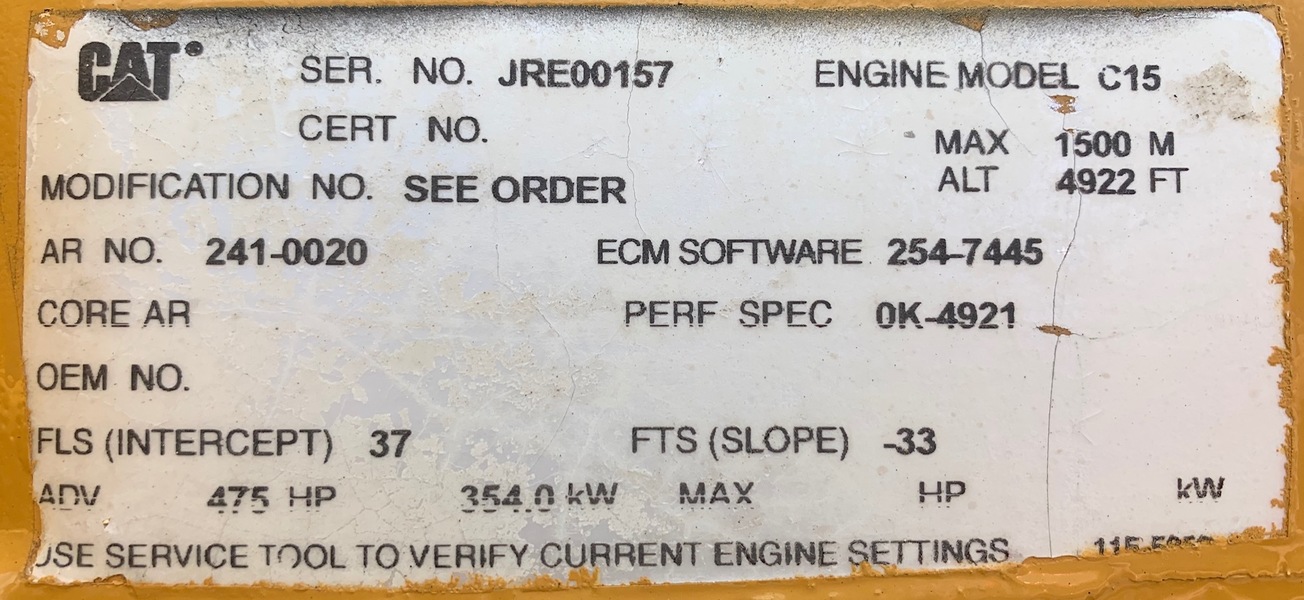 CAT SER. NO. JRE00157 ENGINE MODEL C15
CERT NO.
MAX 1500 M
MODIFICATION NO. SEE ORDER ALT 4922 FT
AR NO. 241-0020 ECM SOFTWARE 254-7445
CORE AR PERF SPEC 0K-4921
OEM NO.
FLS (INTERCEPT) 37 FTS (SLOPE) -33
ADV 475 HP 354.0 kW MAX HP kW
USE SERVICE TOOL TO VERIFY CURRENT ENGINE SETTINGS